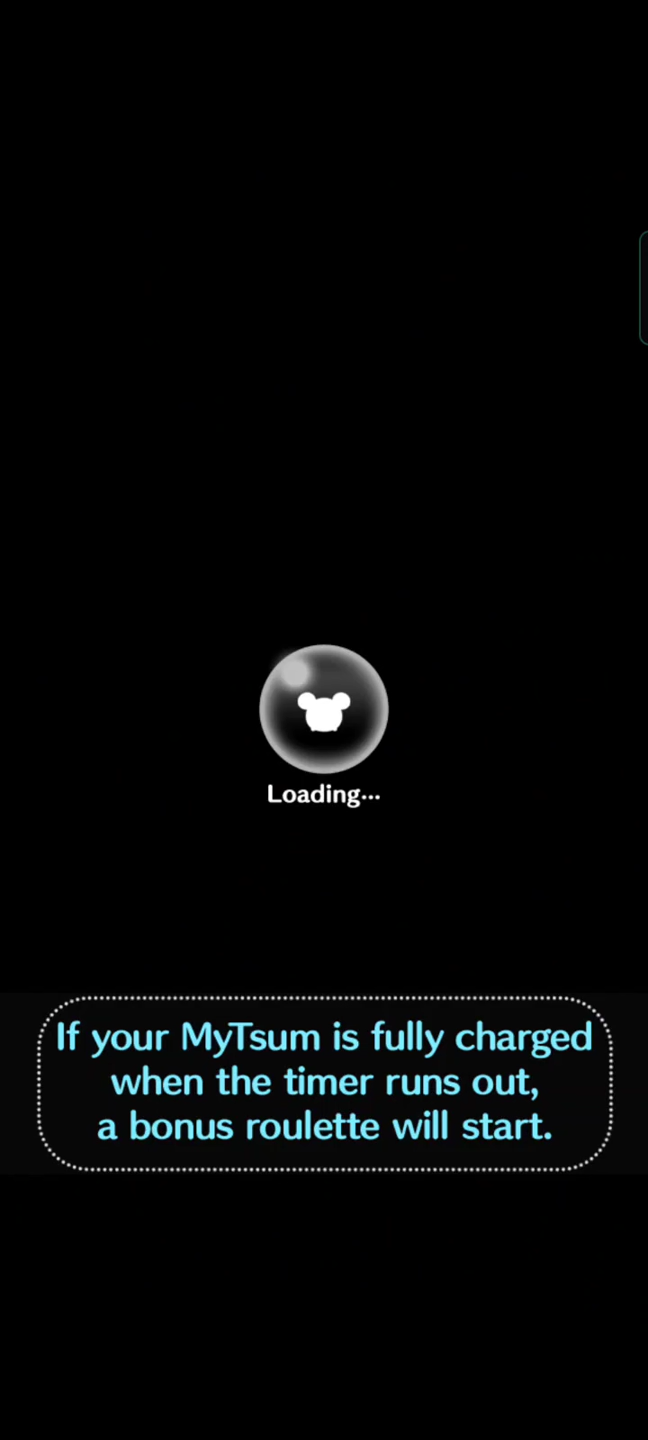 Loading···
If your MyTsum is fully charged
when the timer runs out,
a bonus roulette will start.